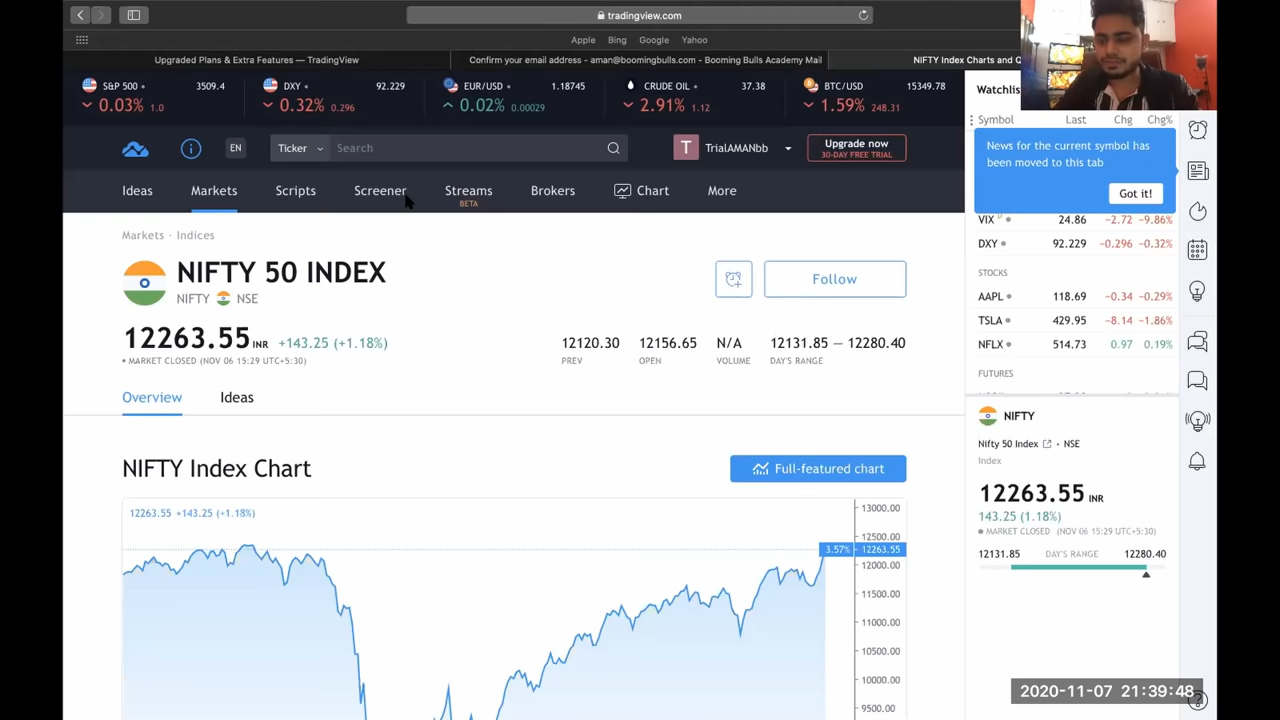 tradingview.com
Apple Bing Google Yahoo
Upgraded Plans & Extra Features — TradingView
Confirm your email address - aman@boomingbulls.com - Booming Bulls Academy Mail
NIFTY Index Charts and Q
S&P 500 3509.4
0.03% 1.0
DXY 92.229
0.32% 0.296
EUR/USD 1.18745
0.02% 0.00029
CRUDE OIL 37.38
2.91% 1.12
BTC/USD 15349.78
1.59% 248.31
EN
Ticker
Search
T
TrialAMANbb
Upgrade now
30-DAY FREE TRIAL
Ideas Markets Scripts Screener Streams Brokers Chart More
BETA
Markets · Indices
NIFTY 50 INDEX
NIFTY NSE
Follow
12263.55 INR +143.25 (+1.18%)
MARKET CLOSED (NOV 06 15:29 UTC+5:30)
12120.30 12156.65 N/A 12131.85 — 12280.40
PREV OPEN VOLUME DAY'S RANGE
Overview Ideas
NIFTY Index Chart
Full-featured chart
12263.55 +143.25 (+1.18%)
13000.00
12500.00
3.57% 12263.55
12000.00
11500.00
11000.00
10500.00
10000.00
9500.00
Watchlis
Symbol Last Chg Chg%
News for the current symbol has
been moved to this tab
Got it!
VIX D 24.86 −2.72 −9.86%
DXY 92.229 −0.296 −0.32%
STOCKS
AAPL 118.69 −0.34 −0.29%
TSLA 429.95 −8.14 −1.86%
NFLX 514.73 0.97 0.19%
FUTURES
NIFTY
Nifty 50 Index • NSE
Index
12263.55 INR
143.25 (1.18%)
MARKET CLOSED (NOV 06 15:29 UTC+5:30)
12131.85 DAY'S RANGE 12280.40
2020-11-07 21:39:48